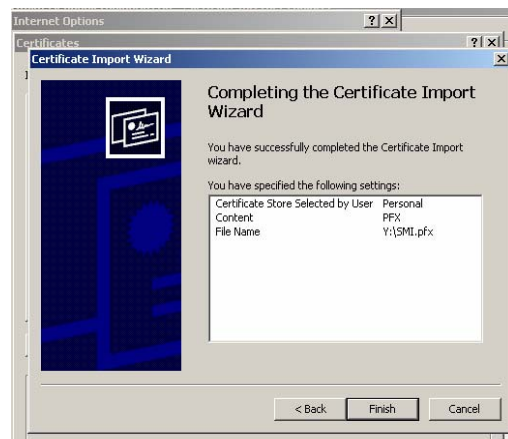 Internet Options
Certificates
Certificate Import Wizard
Completing the Certificate Import
Wizard
You have successfully completed the Certificate Import
wizard.
You have specified the following settings:
Certificate Store Selected by User Personal
Content PFX
File Name Y:\SMI.pfx
< Back Finish Cancel